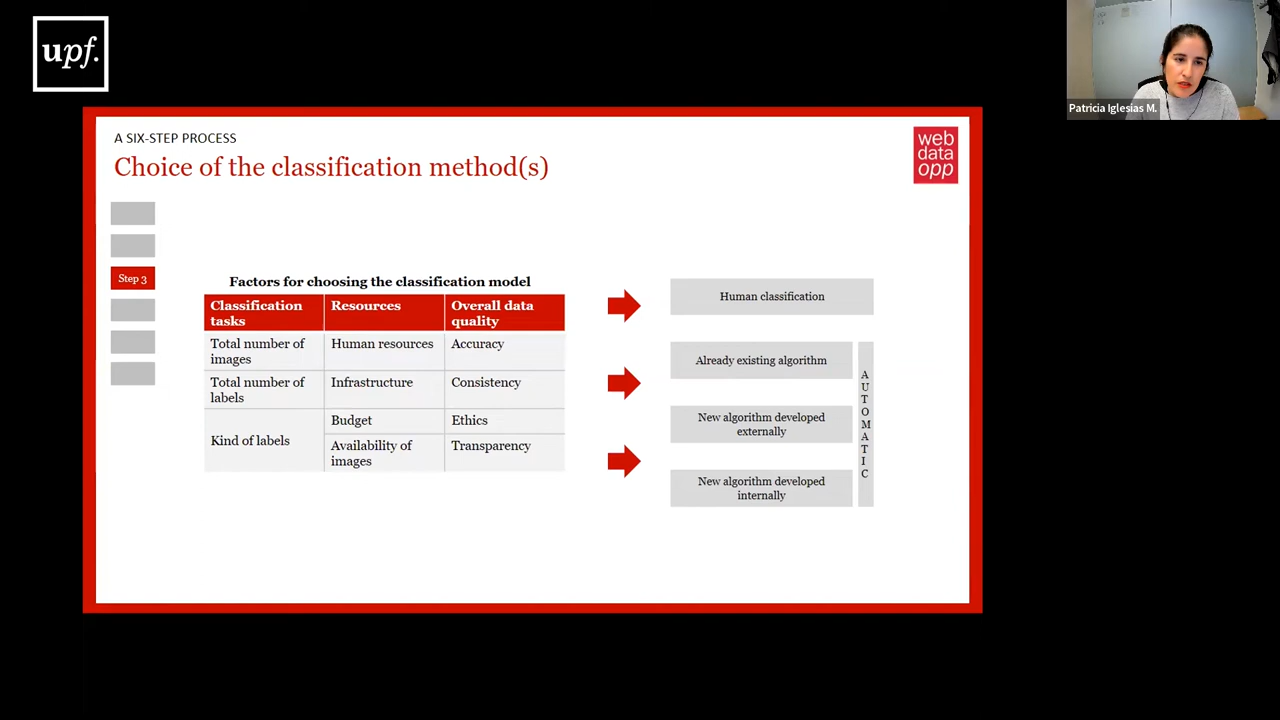 upf.
Patricia Iglesias M.
A SIX-STEP PROCESS
Choice of the classification method(s)
web
data
opp
Step 3
Factors for choosing the classification model
Classification
tasks
Resources
Overall data
quality
Total number of
images
Human resources
Accuracy
Total number of
labels
Infrastructure
Consistency
Kind of labels
Budget
Ethics
Availability of
images
Transparency
Human classification
Already existing algorithm
New algorithm developed
externally
New algorithm developed
internally
AUTOMATIC